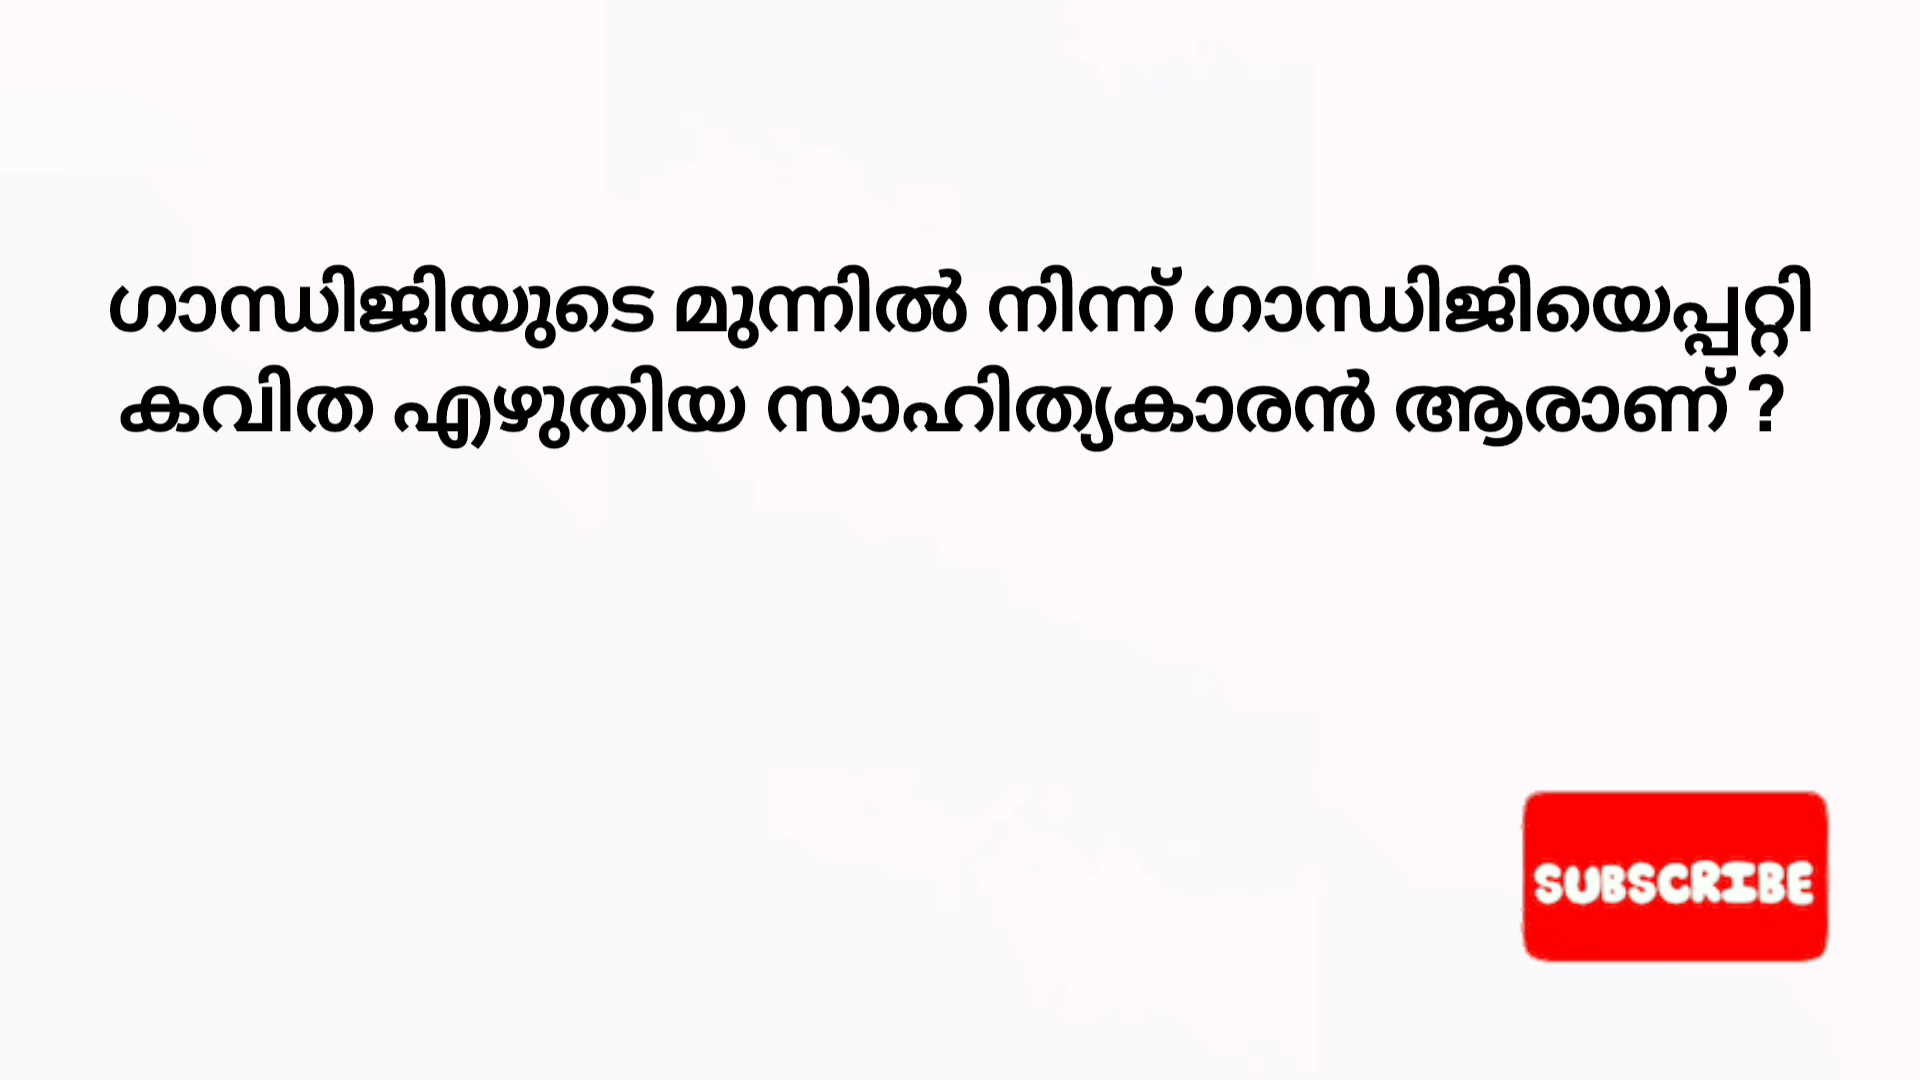 ഗാന്ധിജിയുടെ മുന്നിൽ നിന്ന് ഗാന്ധിജിയെപ്പറ്റി
കവിത എഴുതിയ സാഹിത്യകാരൻ ആരാണ് ?
SUBSCRIBE